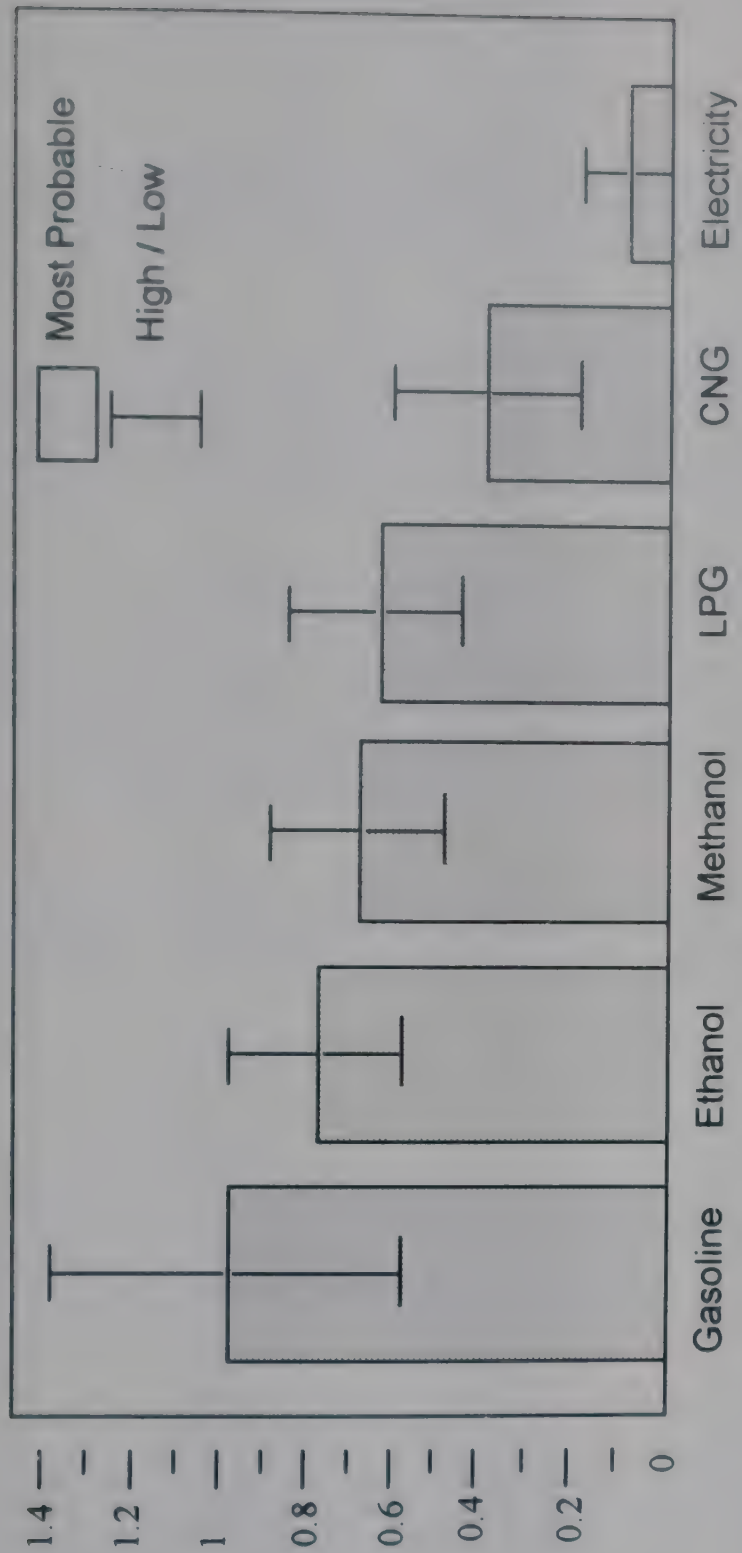 Most Probable
High / Low
1.4
1.2
1
0.8
0.6
0.4
0.2
0
Gasoline
Ethanol
Methanol
LPG
CNG
Electricity